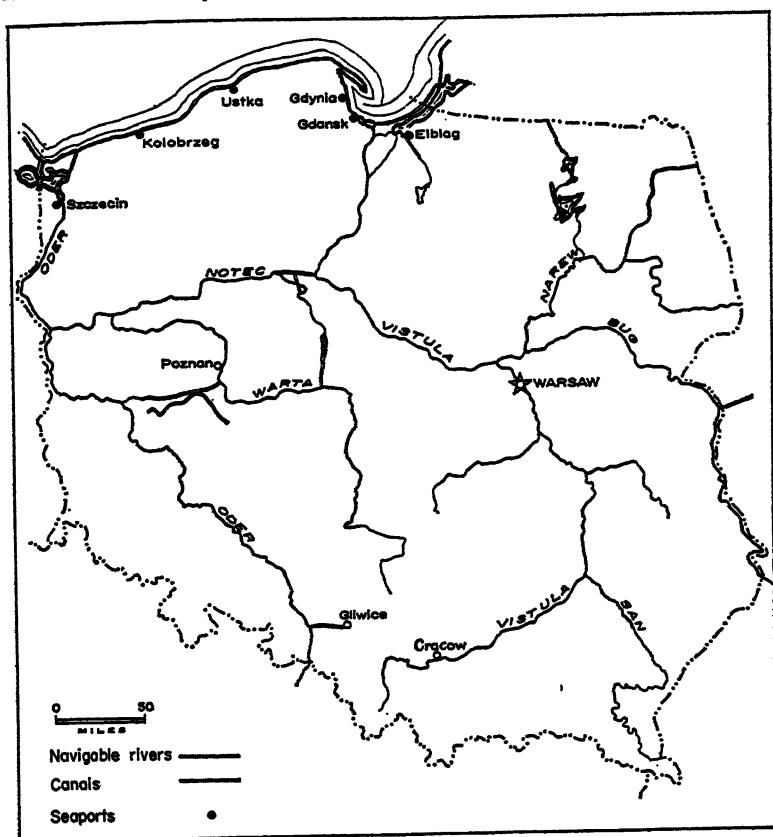 Ustka
Gdynia
Gdansk
Kolobrzeg
Elblag
Szczecin
ODER
NOTEC
NAREW
VISTULA
BUG
Poznan
WARTA
WARSAW
ODER
Gliwice
VISTULA
SAN
Cracow
0 50
MILES
Navigable rivers
Canals
Seaports